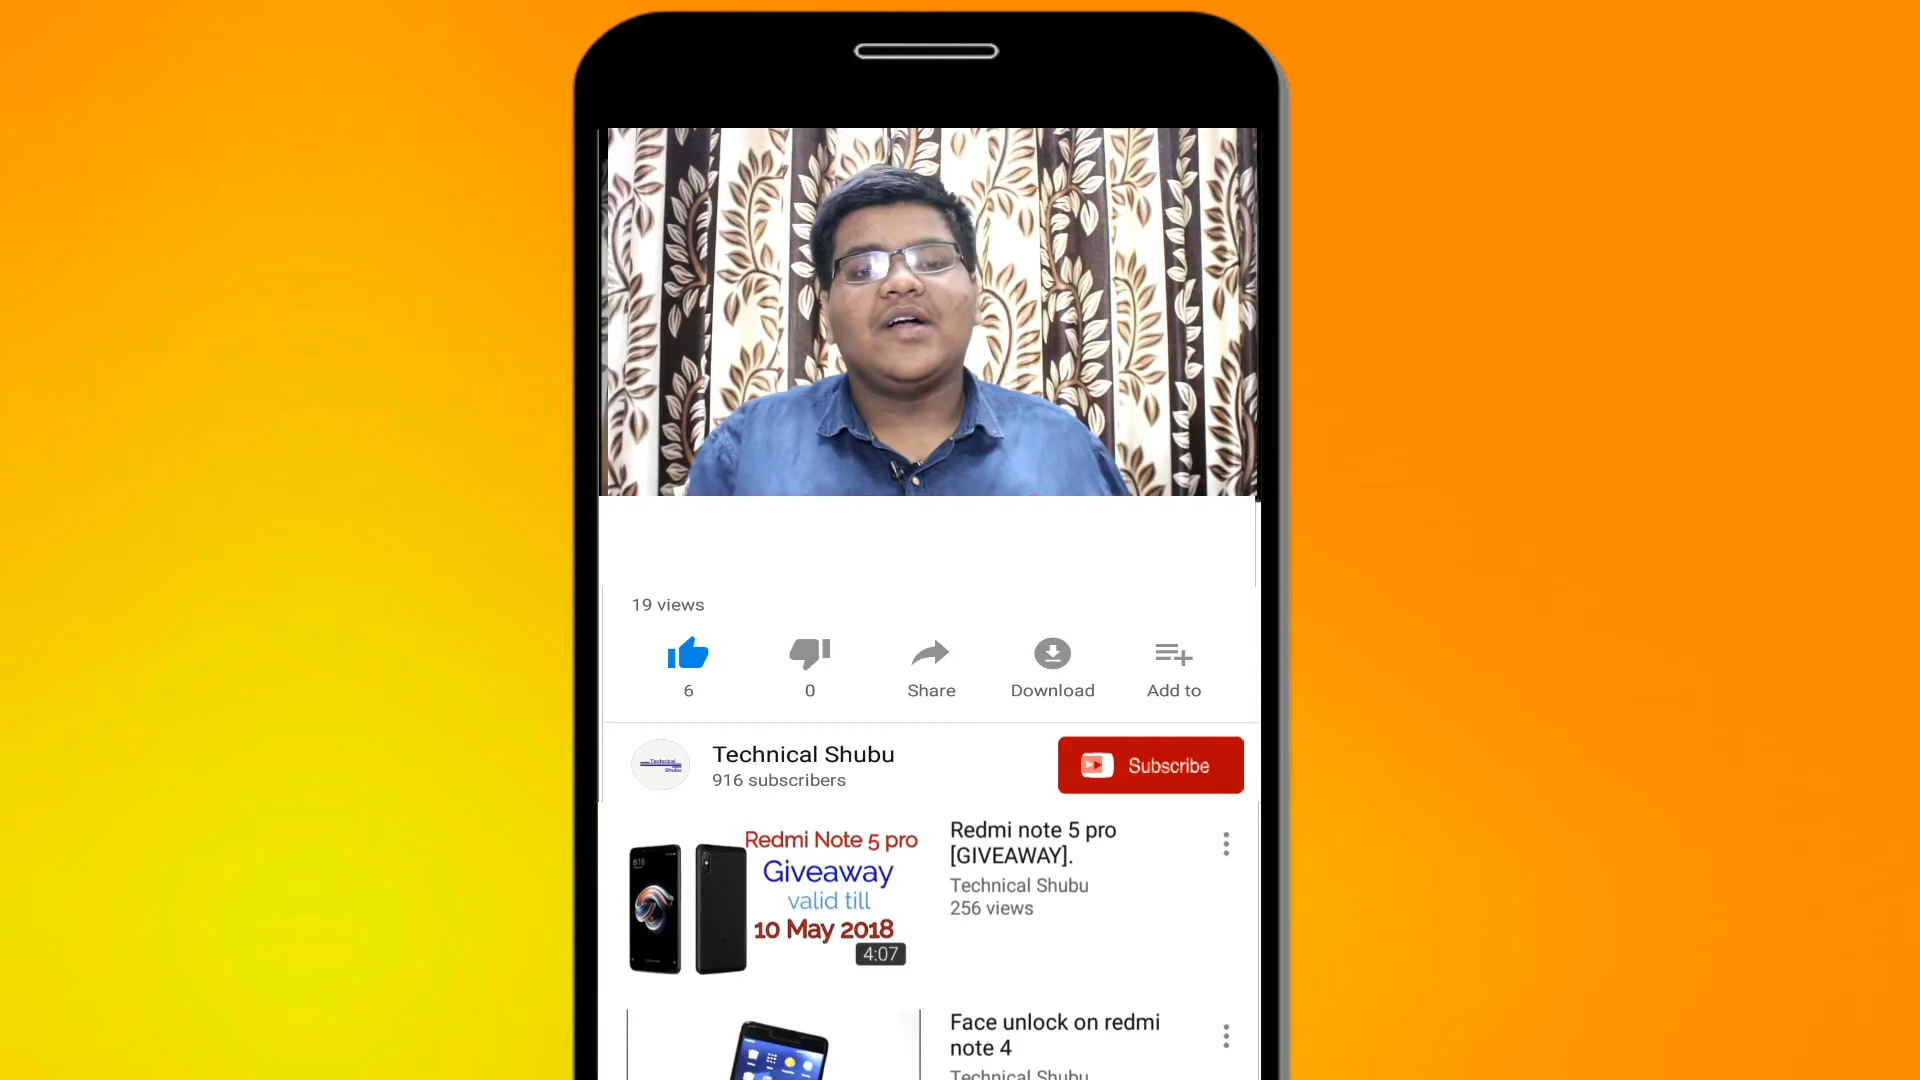 19 views
6
0
Share
Download
Add to
Technical
Shubu
Technical Shubu
916 subscribers
Subscribe
Redmi Note 5 pro
Giveaway
valid till
10 May 2018
4:07
Redmi note 5 pro
[GIVEAWAY].
Technical Shubu
256 views
Face unlock on redmi
note 4
Technical Shubu